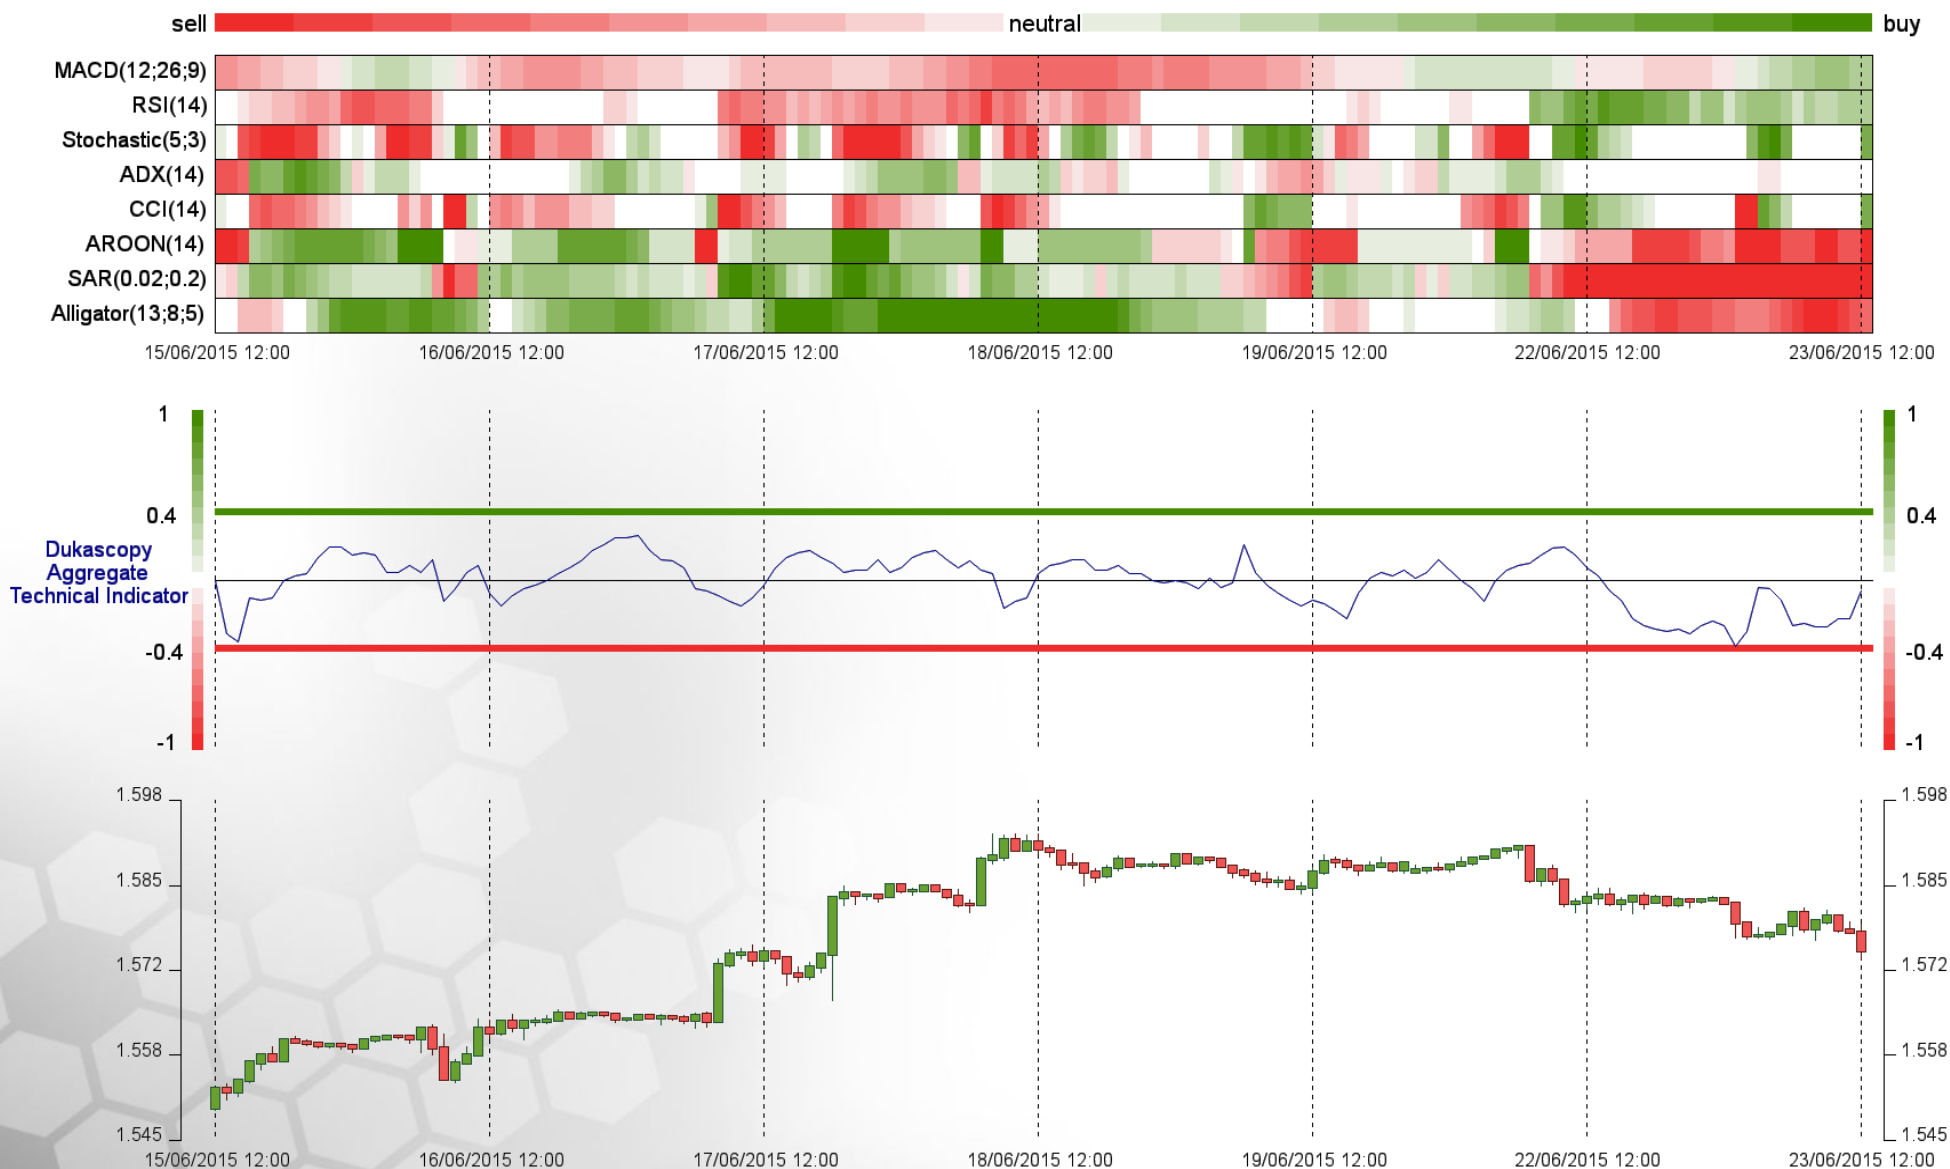 sell neutral buy
MACD(12;26;9)
RSI(14)
Stochastic(5;3)
ADX(14)
CCI(14)
AROON(14)
SAR(0.02;0.2)
Alligator(13;8;5)
15/06/2015 12:00 16/06/2015 12:00 17/06/2015 12:00 18/06/2015 12:00 19/06/2015 12:00 22/06/2015 12:00 23/06/2015 12:00
1 1
0.4 0.4
Dukascopy
Aggregate
Technical Indicator
-0.4 -0.4
-1 -1
1.598 1.598
1.585 1.585
1.572 1.572
1.558 1.558
1.545 1.545
15/06/2015 12:00 16/06/2015 12:00 17/06/2015 12:00 18/06/2015 12:00 19/06/2015 12:00 22/06/2015 12:00 23/06/2015 12:00